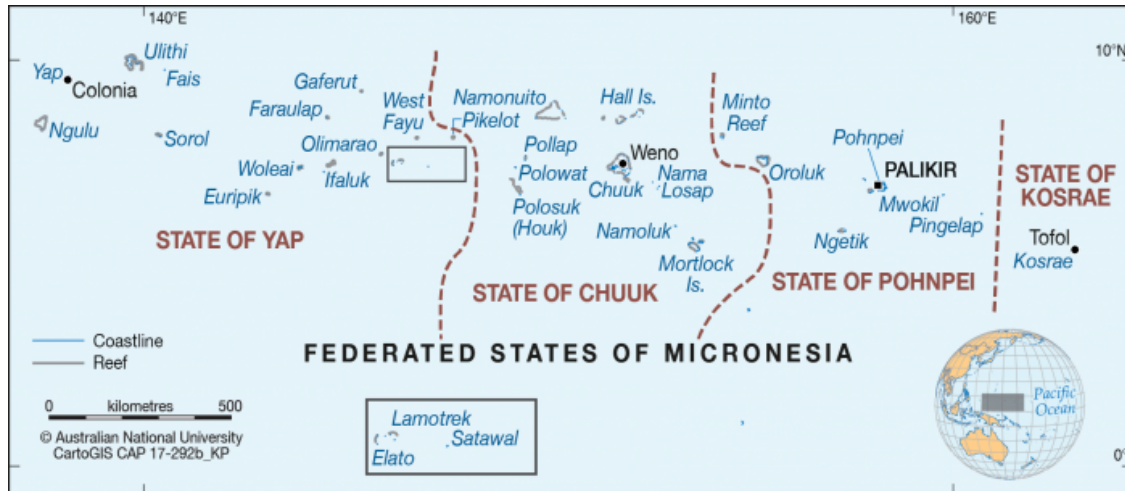 140°E
160°E
10°N
Ulithi
Yap
Fais
Colonia
Gaferut
West
Fayu
Namonuito
Pikelot
Hall Is.
Minto
Reef
Faraulap
Ngulu
Sorol
Olimarao
Pollap
Weno
Pohnpei
PALIKIR
STATE OF
KOSRAE
Woleai
Ifaluk
Polowat
Chuuk
Nama
Losap
Oroluk
Mwokil
Pingelap
Euripik
Polosuk
(Houk)
Namoluk
Ngetik
Tofol
Kosrae
STATE OF YAP
Mortlock
Is.
STATE OF CHUUK
STATE OF POHNPEI
Coastline
Reef
FEDERATED STATES OF MICRONESIA
0 kilometres 500
© Australian National University
CartoGIS CAP 17-292b_KP
Lamotrek
Satawal
Elato
Pacific
Ocean
0°